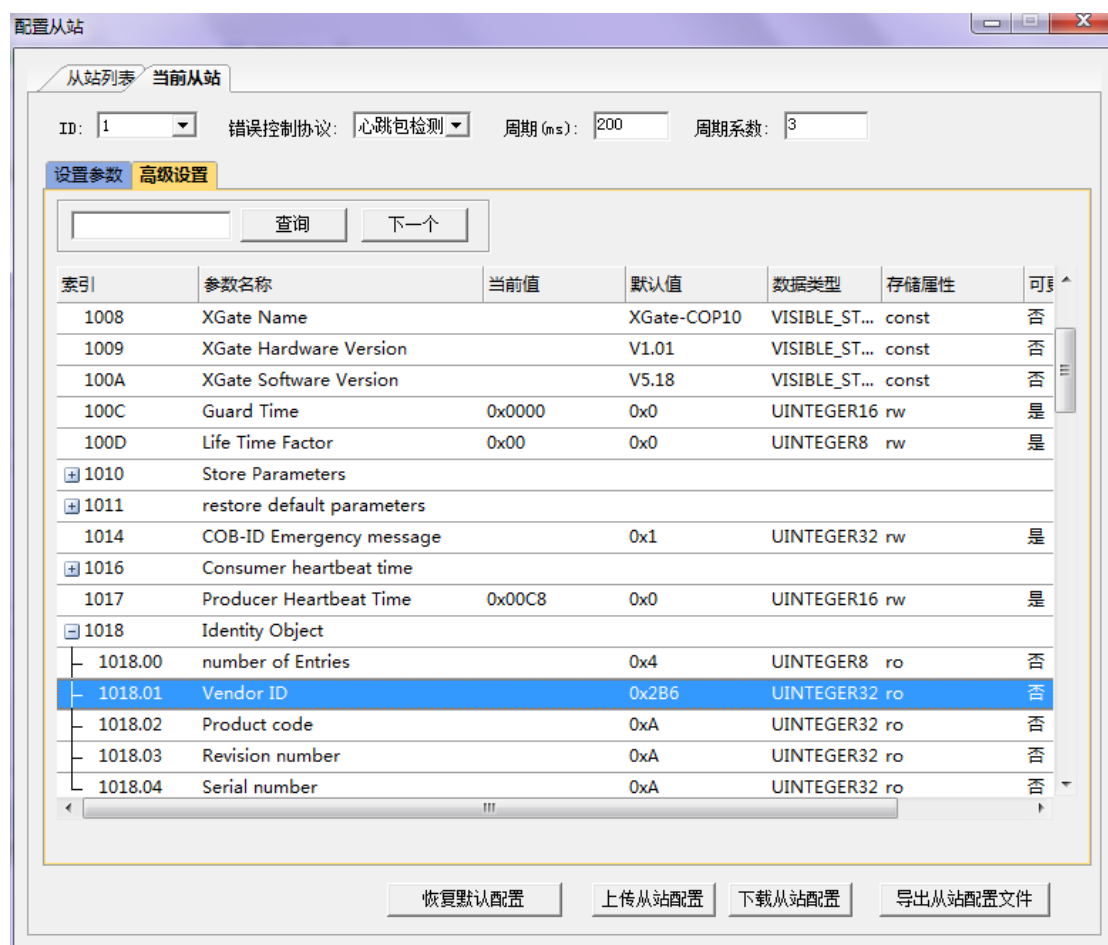 配置从站
从站列表 当前从站
ID: 1 错误控制协议: 心跳包检测 周期(ms): 200 周期系数: 3
设置参数 高级设置
查询 下一个
索引 参数名称 当前值 默认值 数据类型 存储属性
1008 XGate Name XGate-COP10 VISIBLE_ST... const 否
1009 XGate Hardware Version V1.01 VISIBLE_ST... const 否
100A XGate Software Version V5.18 VISIBLE_ST... const 否
100C Guard Time 0x0000 0x0 UINTEGER16 rw 是
100D Life Time Factor 0x00 0x0 UINTEGER8 rw 是
1010 Store Parameters
1011 restore default parameters
1014 COB-ID Emergency message 0x1 UINTEGER32 rw 是
1016 Consumer heartbeat time
1017 Producer Heartbeat Time 0x00C8 0x0 UINTEGER16 rw 是
1018 Identity Object
1018.00 number of Entries 0x4 UINTEGER8 ro 否
1018.01 Vendor ID 0x2B6 UINTEGER32 ro 否
1018.02 Product code 0xA UINTEGER32 ro 否
1018.03 Revision number 0xA UINTEGER32 ro 否
1018.04 Serial number 0xA UINTEGER32 ro 否
恢复默认配置 上传从站配置 下载从站配置 导出从站配置文件